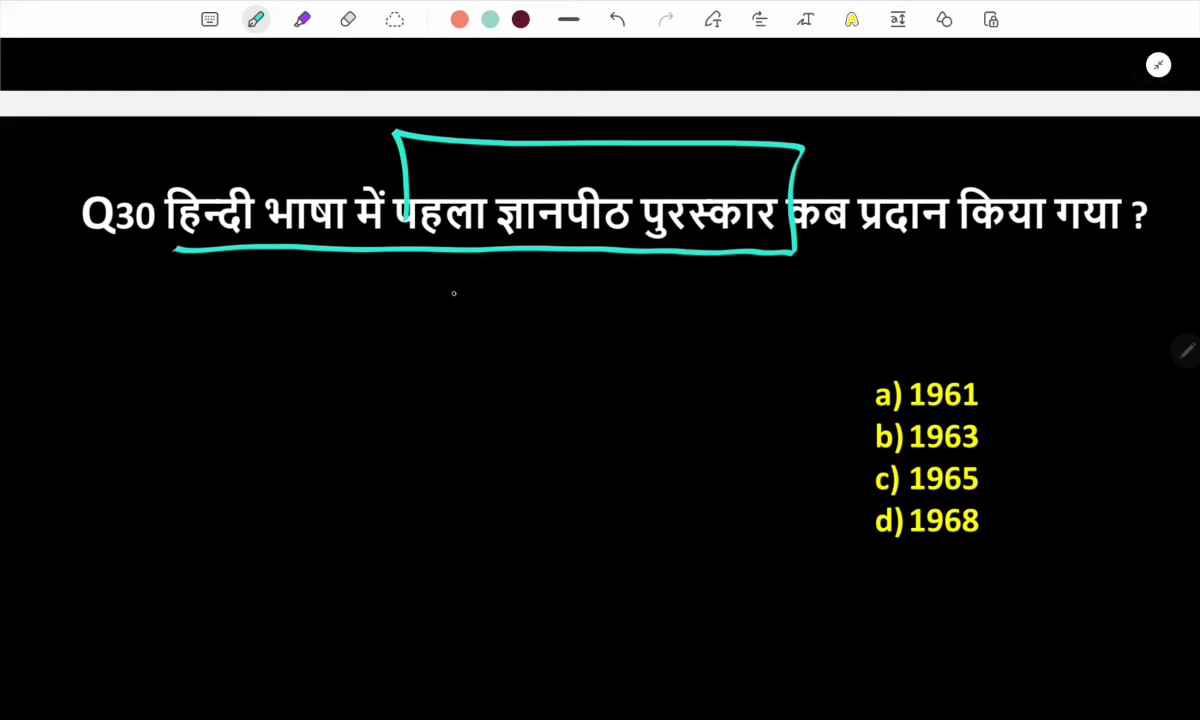 Q30 हिन्दी भाषा में पहला ज्ञानपीठ पुरस्कार कब प्रदान किया गया ?
a) 1961
b) 1963
c) 1965
d) 1968